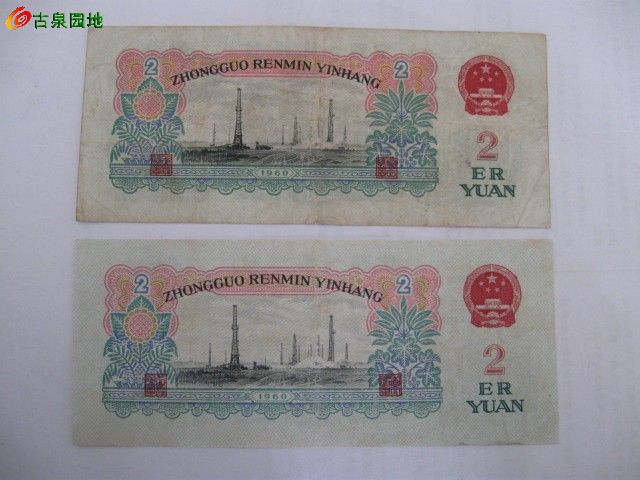 古泉园地
2 ZHONGGUO RENMIN YINHANG 2
2
ER
YUAN
1960
2 ZHONGGUO RENMIN YINHANG 2
2
ER
YUAN
1960